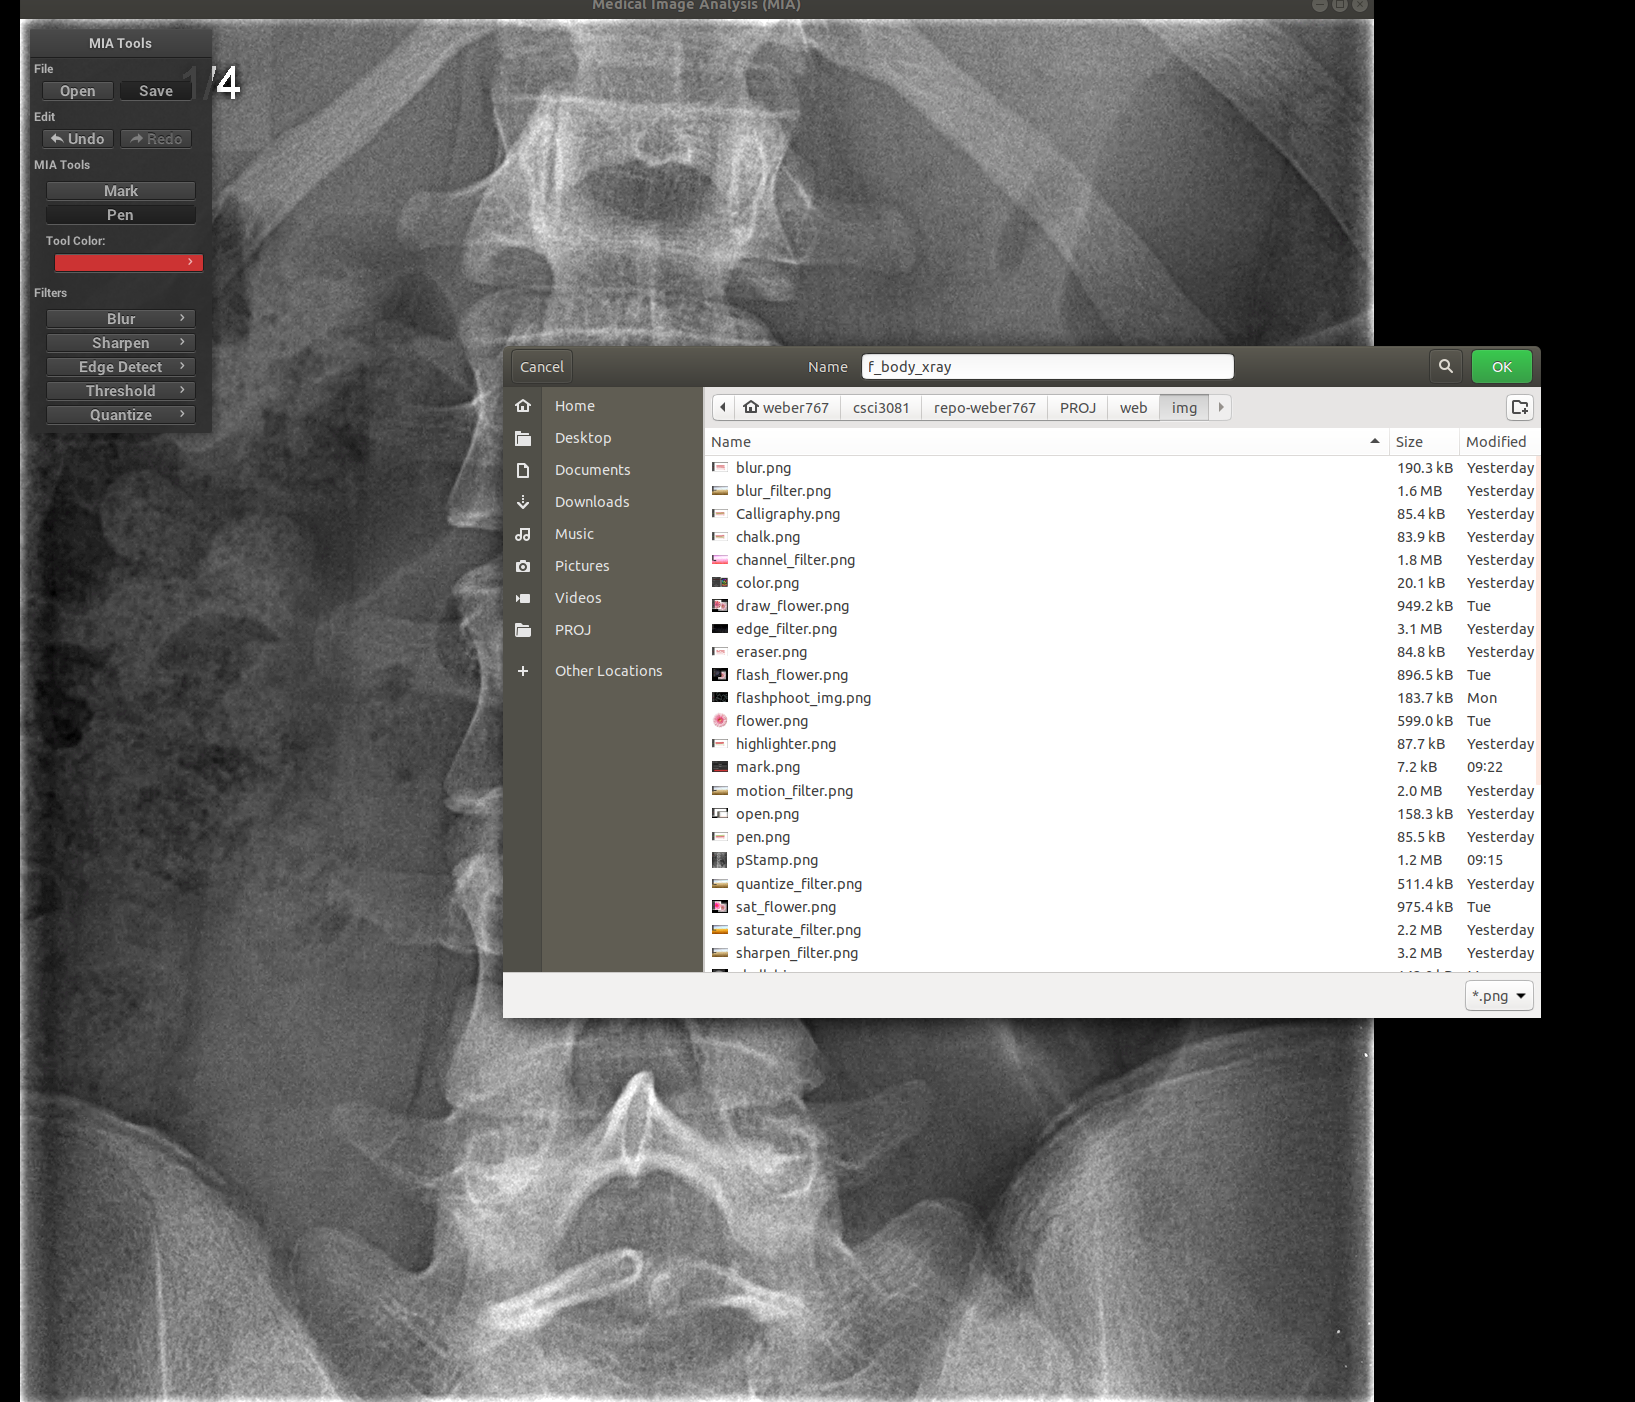 Medical Image Analysis (MIA)
MIA Tools
File
Open Save
1/4
Edit
Undo Redo
MIA Tools
Mark
Pen
Tool Color:
Filters
Blur
Sharpen
Edge Detect
Threshold
Quantize
Cancel Name f_body_xray OK
Home
Desktop
Documents
Downloads
Music
Pictures
Videos
PROJ
Other Locations
weber767 csci3081 repo-weber767 PROJ web img
Name Size Modified
blur.png 190.3 kB Yesterday
blur_filter.png 1.6 MB Yesterday
Calligraphy.png 85.4 kB Yesterday
chalk.png 83.9 kB Yesterday
channel_filter.png 1.8 MB Yesterday
color.png 20.1 kB Yesterday
draw_flower.png 949.2 kB Tue
edge_filter.png 3.1 MB Yesterday
eraser.png 84.8 kB Yesterday
flash_flower.png 896.5 kB Tue
flashphoot_img.png 183.7 kB Mon
flower.png 599.0 kB Tue
highlighter.png 87.7 kB Yesterday
mark.png 7.2 kB 09:22
motion_filter.png 2.0 MB Yesterday
open.png 158.3 kB Yesterday
pen.png 85.5 kB Yesterday
pStamp.png 1.2 MB 09:15
quantize_filter.png 511.4 kB Yesterday
sat_flower.png 975.4 kB Tue
saturate_filter.png 2.2 MB Yesterday
sharpen_filter.png 3.2 MB Yesterday
*.png